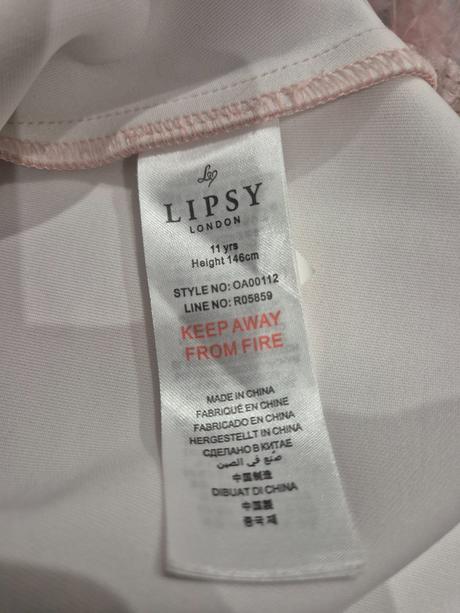 LIPSY
LONDON
11 yrs
Height 146cm
STYLE NO: OA00112
LINE NO: R05859
KEEP AWAY
FROM FIRE
MADE IN CHINA
FABRIQUÉ EN CHINE
FABRICADO EN CHINA
HERGESTELLT IN CHINA
СДЕЛАНО В КИТАЕ
صنع في الصين
中国制造
DIBUAT DI CHINA
中國製
중국 제